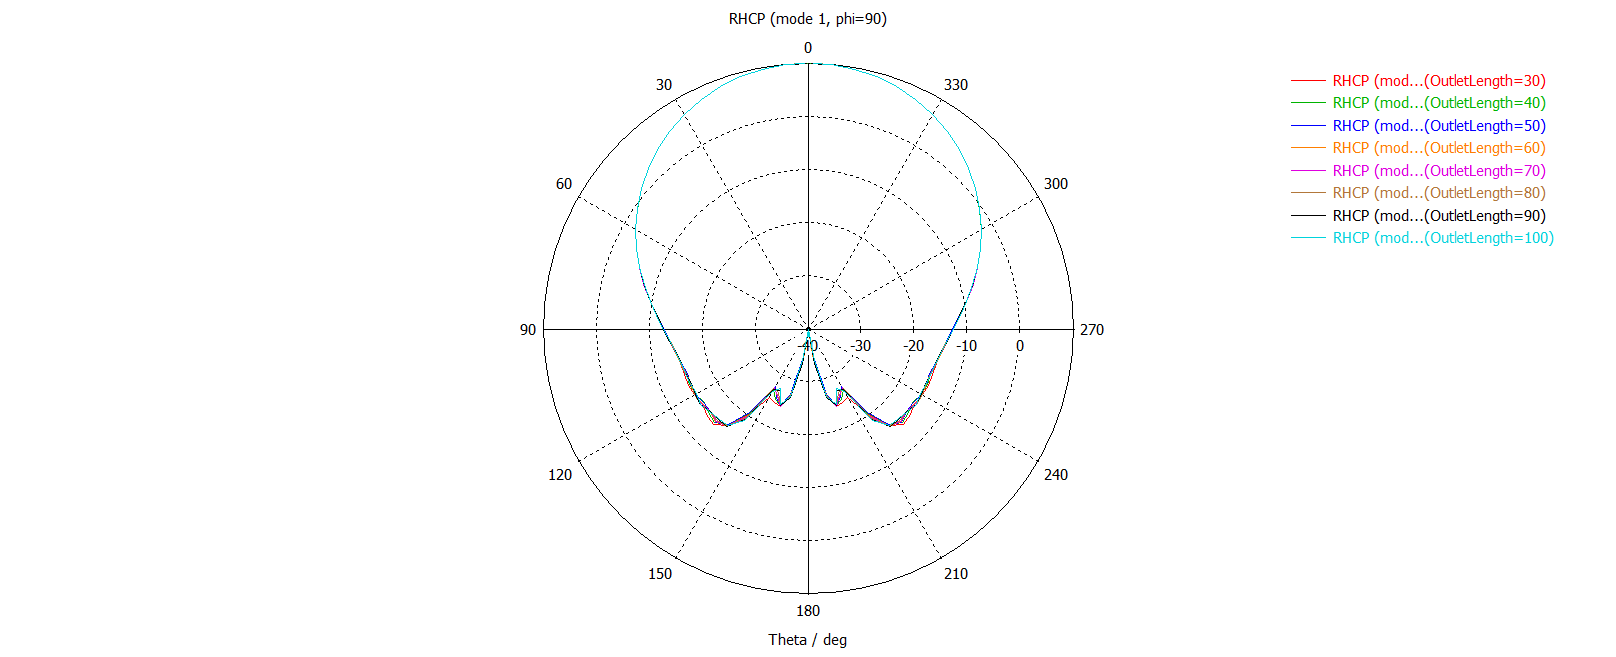 RHCP (mode 1, phi=90)
0
30
330
60
300
90
270
-40
-30
-20
-10
0
120
240
150
210
180
Theta / deg
RHCP (mod...(OutletLength=30)
RHCP (mod...(OutletLength=40)
RHCP (mod...(OutletLength=50)
RHCP (mod...(OutletLength=60)
RHCP (mod...(OutletLength=70)
RHCP (mod...(OutletLength=80)
RHCP (mod...(OutletLength=90)
RHCP (mod...(OutletLength=100)